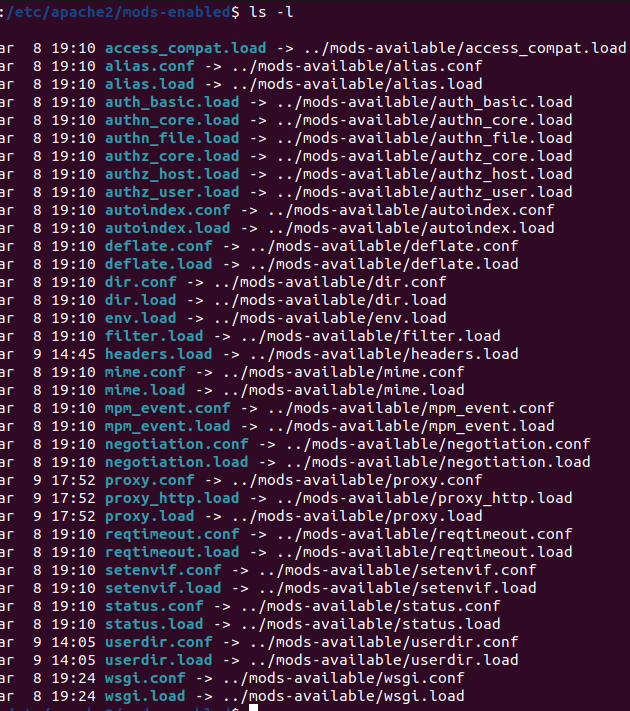 :/etc/apache2/mods-enabled$ ls -l
ar  8 19:10 access_compat.load -> ../mods-available/access_compat.load
ar  8 19:10 alias.conf -> ../mods-available/alias.conf
ar  8 19:10 alias.load -> ../mods-available/alias.load
ar  8 19:10 auth_basic.load -> ../mods-available/auth_basic.load
ar  8 19:10 authn_core.load -> ../mods-available/authn_core.load
ar  8 19:10 authn_file.load -> ../mods-available/authn_file.load
ar  8 19:10 authz_core.load -> ../mods-available/authz_core.load
ar  8 19:10 authz_host.load -> ../mods-available/authz_host.load
ar  8 19:10 authz_user.load -> ../mods-available/authz_user.load
ar  8 19:10 autoindex.conf -> ../mods-available/autoindex.conf
ar  8 19:10 autoindex.load -> ../mods-available/autoindex.load
ar  8 19:10 deflate.conf -> ../mods-available/deflate.conf
ar  8 19:10 deflate.load -> ../mods-available/deflate.load
ar  8 19:10 dir.conf -> ../mods-available/dir.conf
ar  8 19:10 dir.load -> ../mods-available/dir.load
ar  8 19:10 env.load -> ../mods-available/env.load
ar  8 19:10 filter.load -> ../mods-available/filter.load
ar  9 14:45 headers.load -> ../mods-available/headers.load
ar  8 19:10 mime.conf -> ../mods-available/mime.conf
ar  8 19:10 mime.load -> ../mods-available/mime.load
ar  8 19:10 mpm_event.conf -> ../mods-available/mpm_event.conf
ar  8 19:10 mpm_event.load -> ../mods-available/mpm_event.load
ar  8 19:10 negotiation.conf -> ../mods-available/negotiation.conf
ar  8 19:10 negotiation.load -> ../mods-available/negotiation.load
ar  9 17:52 proxy.conf -> ../mods-available/proxy.conf
ar  9 17:52 proxy_http.load -> ../mods-available/proxy_http.load
ar  9 17:52 proxy.load -> ../mods-available/proxy.load
ar  8 19:10 reqtimeout.conf -> ../mods-available/reqtimeout.conf
ar  8 19:10 reqtimeout.load -> ../mods-available/reqtimeout.load
ar  8 19:10 setenvif.conf -> ../mods-available/setenvif.conf
ar  8 19:10 setenvif.load -> ../mods-available/setenvif.load
ar  8 19:10 status.conf -> ../mods-available/status.conf
ar  8 19:10 status.load -> ../mods-available/status.load
ar  9 14:05 userdir.conf -> ../mods-available/userdir.conf
ar  9 14:05 userdir.load -> ../mods-available/userdir.load
ar  8 19:24 wsgi.conf -> ../mods-available/wsgi.conf
ar  8 19:24 wsgi.load -> ../mods-available/wsgi.load